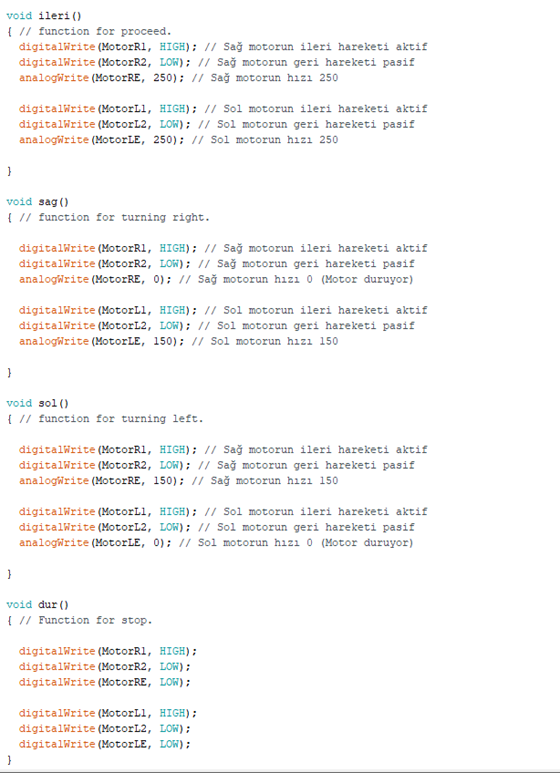 void ileri()
{ // function for proceed.
digitalWrite(MotorR1, HIGH); // Sağ motorun ileri hareketi aktif
digitalWrite(MotorR2, LOW); // Sağ motorun geri hareketi pasif
analogWrite(MotorRE, 250); // Sağ motorun hızı 250
digitalWrite(MotorL1, HIGH); // Sol motorun ileri hareketi aktif
digitalWrite(MotorL2, LOW); // Sol motorun geri hareketi pasif
analogWrite(MotorLE, 250); // Sol motorun hızı 250
}
void sag()
{ // function for turning right.
digitalWrite(MotorR1, HIGH); // Sağ motorun ileri hareketi aktif
digitalWrite(MotorR2, LOW); // Sağ motorun geri hareketi pasif
analogWrite(MotorRE, 0); // Sağ motorun hızı 0 (Motor duruyor)
digitalWrite(MotorL1, HIGH); // Sol motorun ileri hareketi aktif
digitalWrite(MotorL2, LOW); // Sol motorun geri hareketi pasif
analogWrite(MotorLE, 150); // Sol motorun hızı 150
}
void sol()
{ // function for turning left.
digitalWrite(MotorR1, HIGH); // Sağ motorun ileri hareketi aktif
digitalWrite(MotorR2, LOW); // Sağ motorun geri hareketi pasif
analogWrite(MotorRE, 150); // Sağ motorun hızı 150
digitalWrite(MotorL1, HIGH); // Sol motorun ileri hareketi aktif
digitalWrite(MotorL2, LOW); // Sol motorun geri hareketi pasif
analogWrite(MotorLE, 0); // Sol motorun hızı 0 (Motor duruyor)
}
void dur()
{ // Function for stop.
digitalWrite(MotorR1, HIGH);
digitalWrite(MotorR2, LOW);
digitalWrite(MotorRE, LOW);
digitalWrite(MotorL1, HIGH);
digitalWrite(MotorL2, LOW);
digitalWrite(MotorLE, LOW);
}